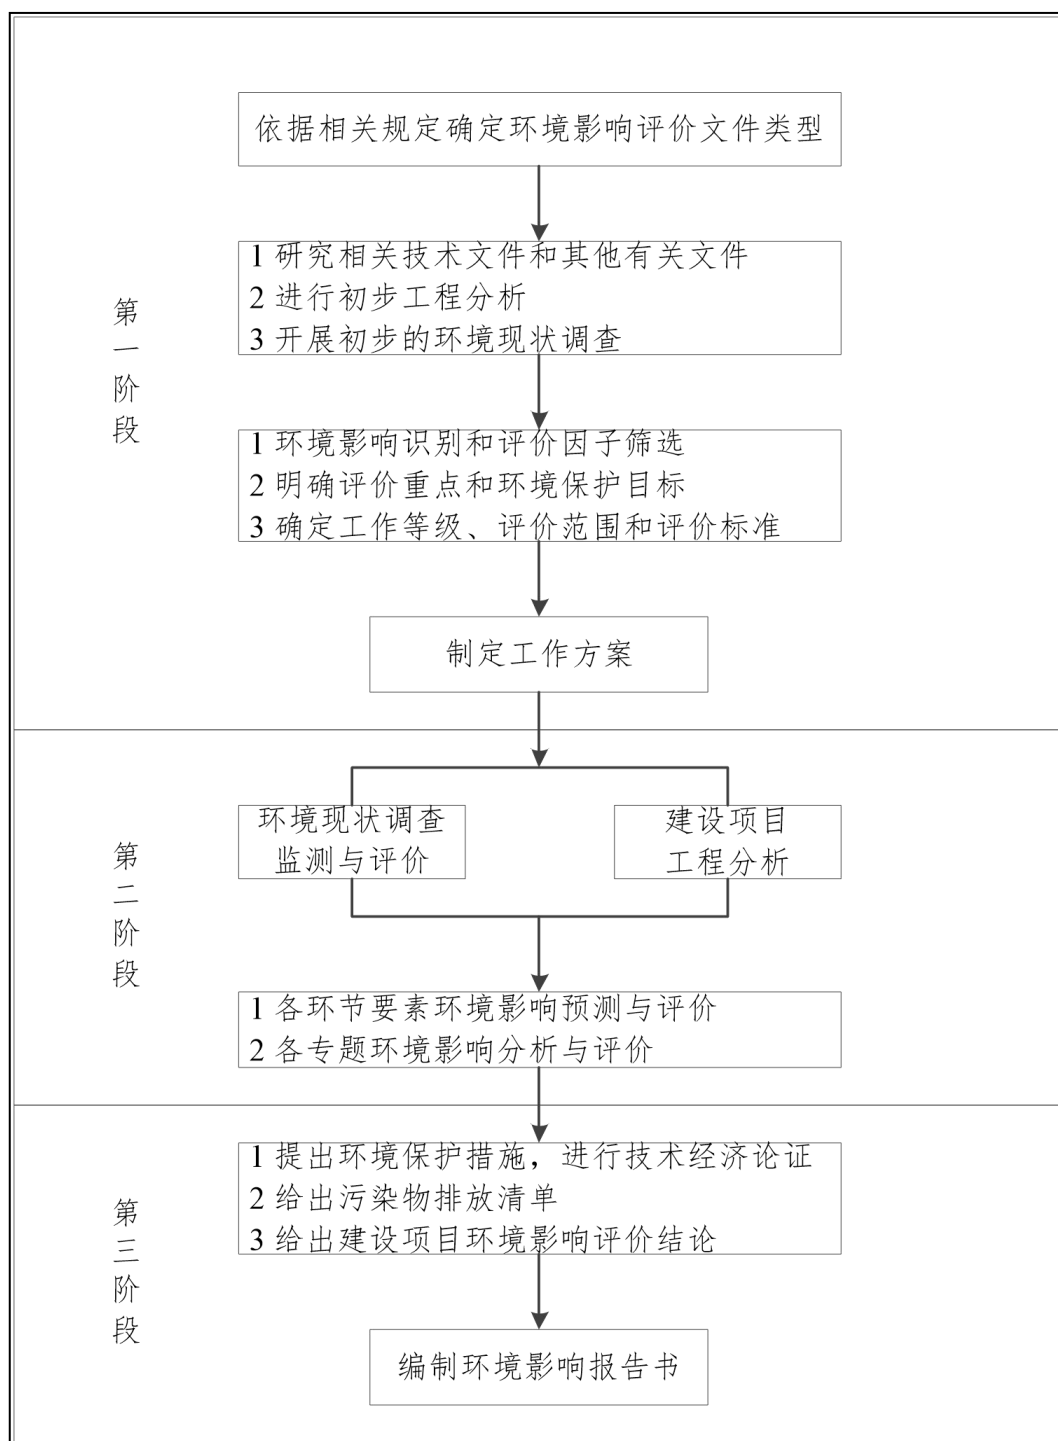 依据相关规定确定环境影响评价文件类型
1 研究相关技术文件和其他有关文件
2 进行初步工程分析
3 开展初步的环境现状调查
第一阶段
1 环境影响识别和评价因子筛选
2 明确评价重点和环境保护目标
3 确定工作等级、评价范围和评价标准
制定工作方案
环境现状调查
监测与评价
建设项目
工程分析
第二阶段
1 各环节要素环境影响预测与评价
2 各专题环境影响分析与评价
1 提出环境保护措施，进行技术经济论证
2 给出污染物排放清单
3 给出建设项目环境影响评价结论
第三阶段
编制环境影响报告书